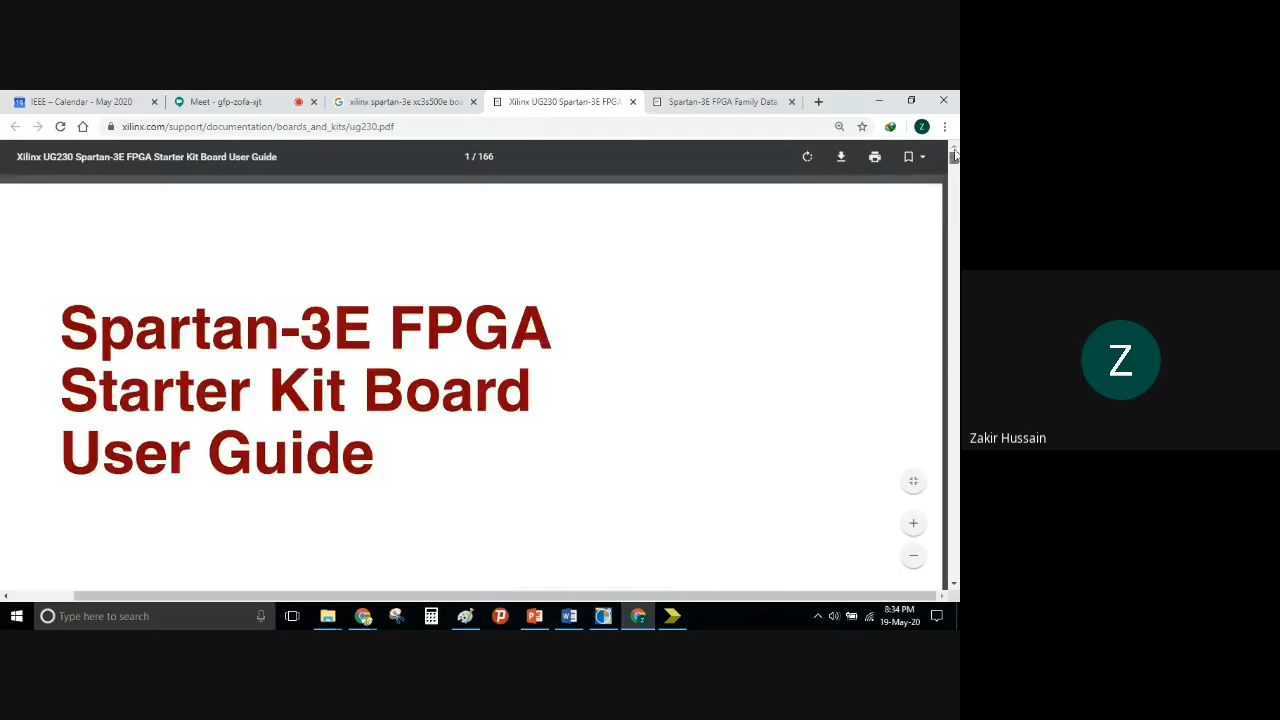 IEEE – Calendar - May 2020
Meet - gfp-zofa-xjt
xilinx spartan-3e xc3s500e boa
Xilinx UG230 Spartan-3E FPGA
Spartan-3E FPGA Family Data
xilinx.com/support/documentation/boards_and_kits/ug230.pdf
Z
Xilinx UG230 Spartan-3E FPGA Starter Kit Board User Guide
1 / 166
Spartan-3E FPGA
Starter Kit Board
User Guide
Z
Zakir Hussain
Type here to search
8:34 PM
19-May-20